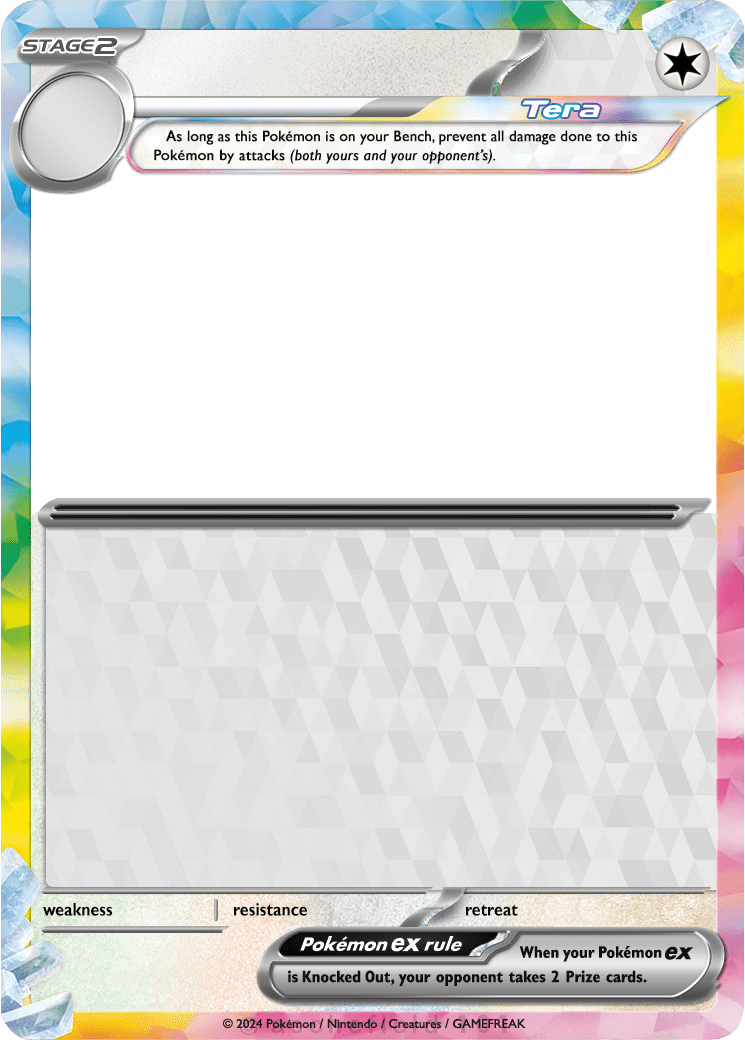 STAGE2
Tera
As long as this Pokémon is on your Bench, prevent all damage done to this
Pokémon by attacks (both yours and your opponent's).
weakness
resistance
retreat
Pokémon ex rule
When your Pokémon ex
is Knocked Out, your opponent takes 2 Prize cards.
© 2024 Pokémon / Nintendo / Creatures / GAMEFREAK